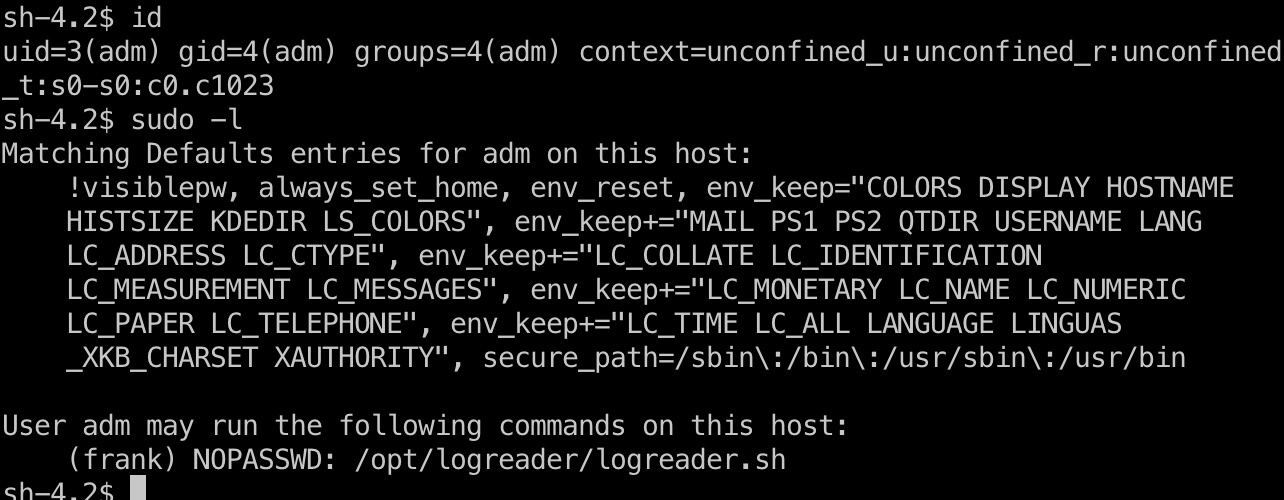 sh-4.2$ id
uid=3(adm) gid=4(adm) groups=4(adm) context=unconfined_u:unconfined_r:unconfined
_t:s0-s0:c0.c1023
sh-4.2$ sudo -l
Matching Defaults entries for adm on this host:
    !visiblepw, always_set_home, env_reset, env_keep="COLORS DISPLAY HOSTNAME
    HISTSIZE KDEDIR LS_COLORS", env_keep+="MAIL PS1 PS2 QTDIR USERNAME LANG
    LC_ADDRESS LC_CTYPE", env_keep+="LC_COLLATE LC_IDENTIFICATION
    LC_MEASUREMENT LC_MESSAGES", env_keep+="LC_MONETARY LC_NAME LC_NUMERIC
    LC_PAPER LC_TELEPHONE", env_keep+="LC_TIME LC_ALL LANGUAGE LINGUAS
    _XKB_CHARSET XAUTHORITY", secure_path=/sbin\:/bin\:/usr/sbin\:/usr/bin

User adm may run the following commands on this host:
    (frank) NOPASSWD: /opt/logreader/logreader.sh
sh-4.2$